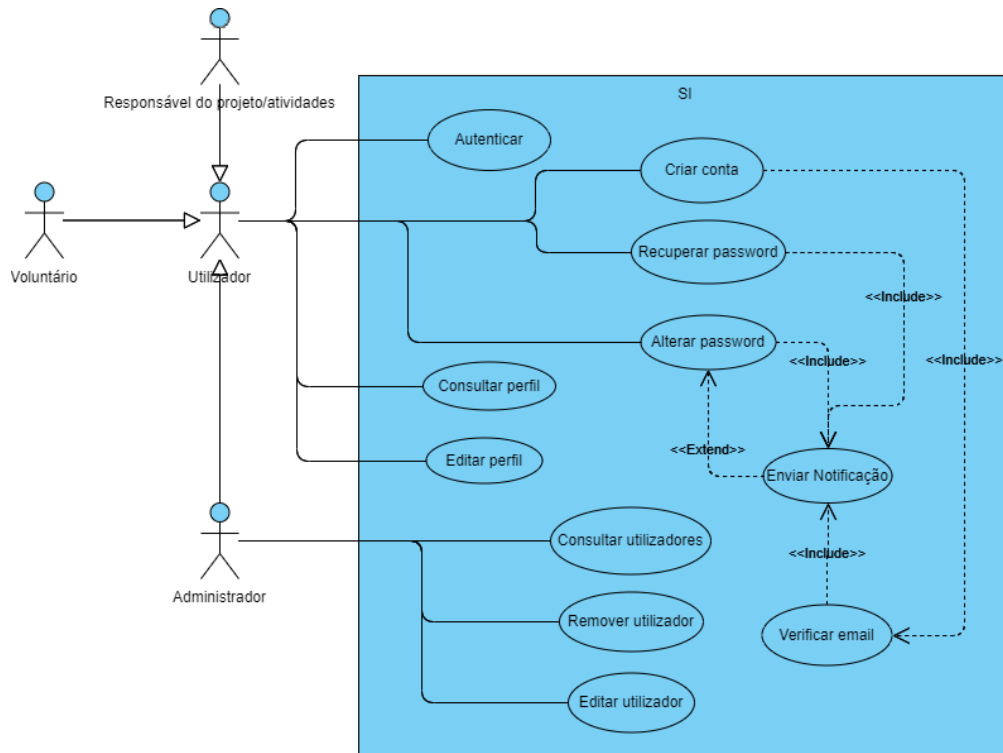 SI
Responsável do projeto/atividades
Autenticar
Criar conta
Recuperar password
Voluntário
Utilizador
<<Include>>
Alterar password
<<Include>>
<<Include>>
Consultar perfil
<<Extend>>
Editar perfil
Enviar Notificação
Consultar utilizadores
<<Include>>
Administrador
Remover utilizador
Verificar email
Editar utilizador